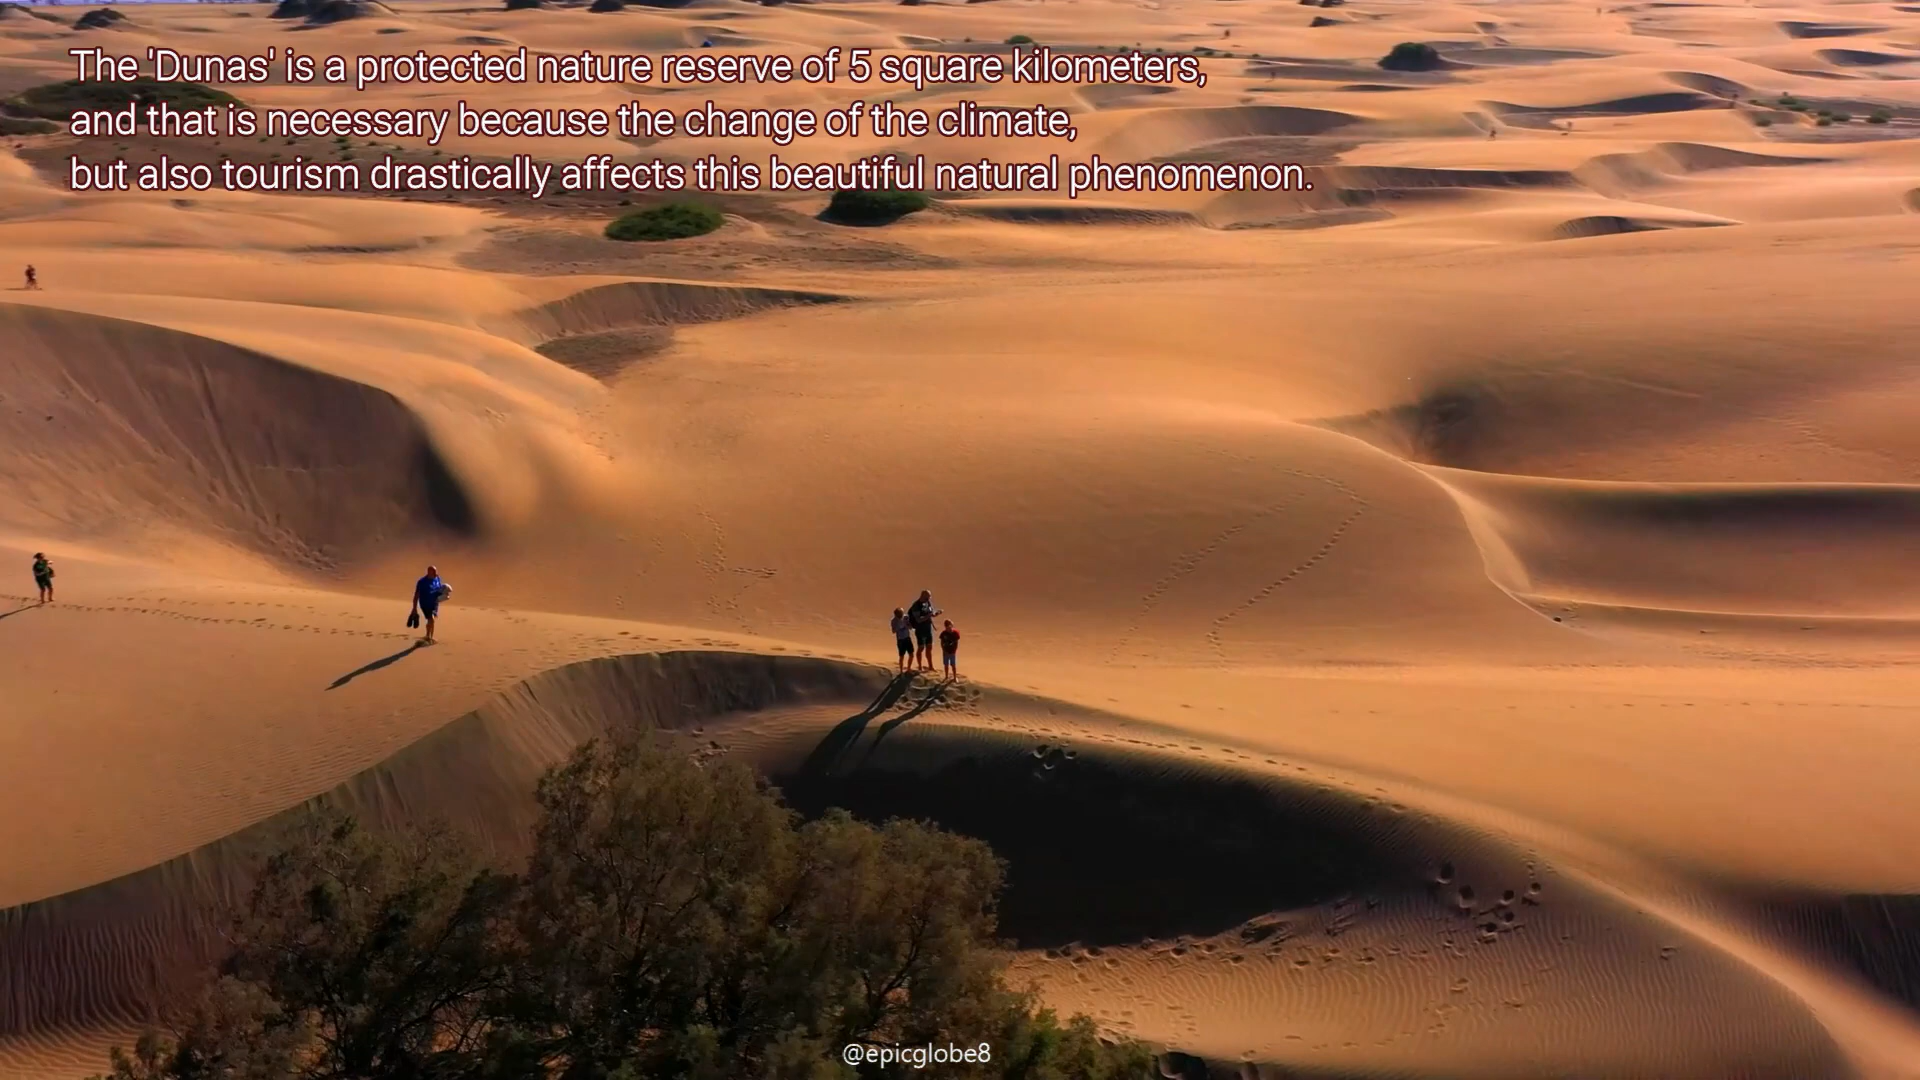 The 'Dunas' is a protected nature reserve of 5 square kilometers,
and that is necessary because the change of the climate,
but also tourism drastically affects this beautiful natural phenomenon.
@epicglobe8